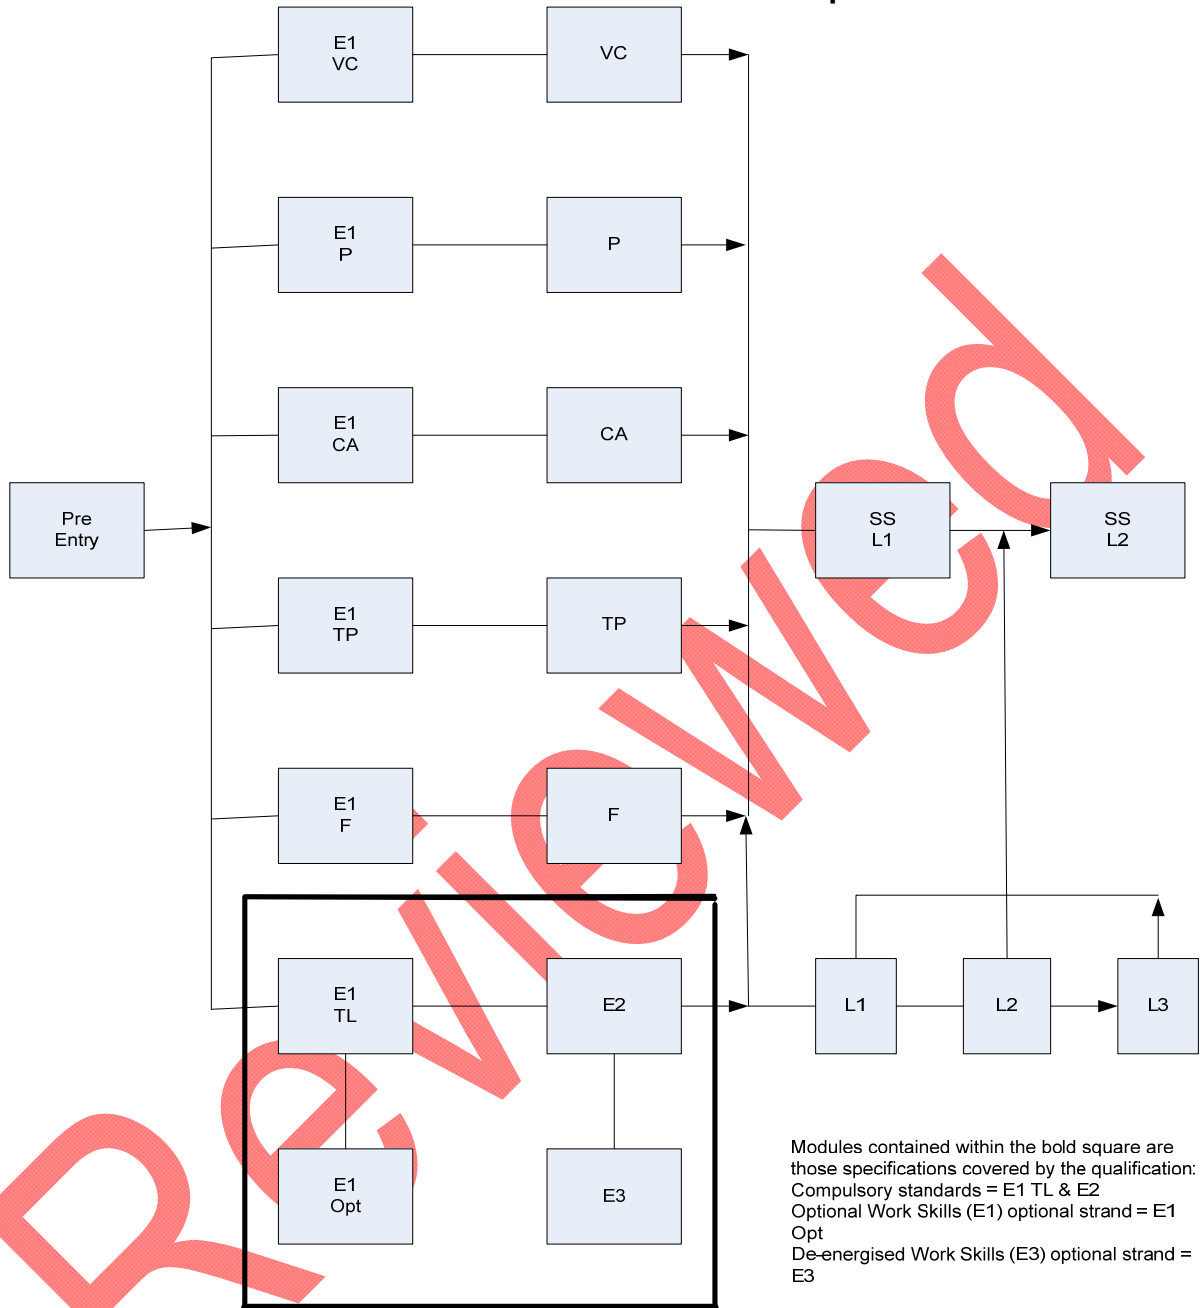 E1
VC
VC
E1
P
P
E1
CA
CA
Pre
Entry
SS
L1
SS
L2
E1
TP
TP
E1
F
F
E1
TL
E2
L1
L2
L3
E1
Opt
E3
Modules contained within the bold square are
those specifications covered by the qualification:
Compulsory standards = E1 TL & E2
Optional Work Skills (E1) optional strand = E1
Opt
De-energised Work Skills (E3) optional strand =
E3
Reviewed